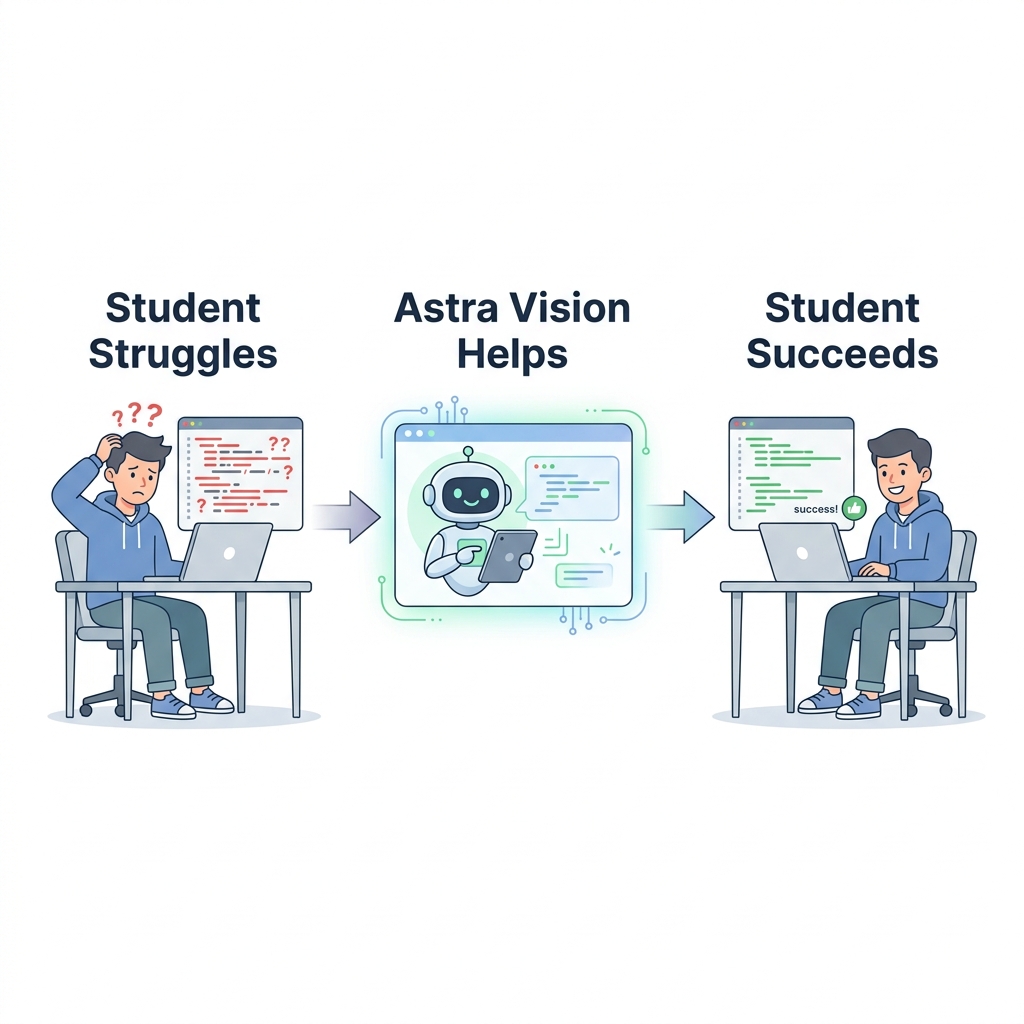 Student
Struggles
Astra Vision
Helps
Student
Succeeds
???
??
?
?
success!